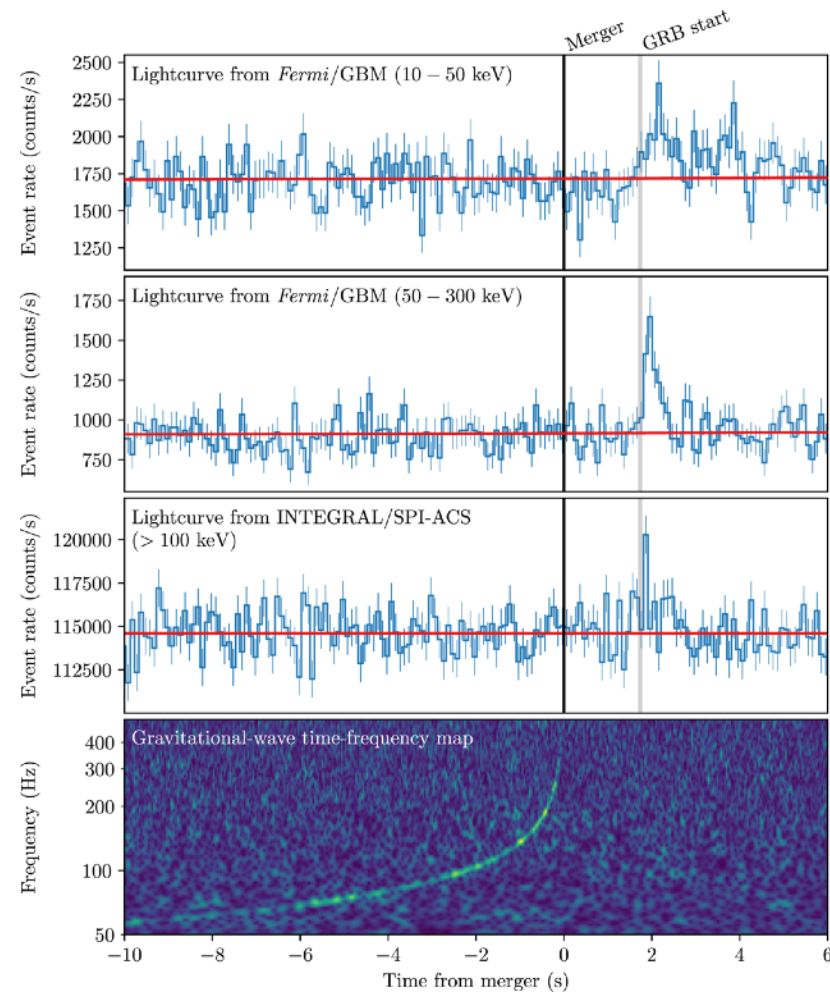 Merger
GRB start
Lightcurve from Fermi/GBM (10 − 50 keV)
Event rate (counts/s)
2500
2250
2000
1750
1500
1250
Lightcurve from Fermi/GBM (50 − 300 keV)
Event rate (counts/s)
1750
1500
1250
1000
750
Lightcurve from INTEGRAL/SPI-ACS
(> 100 keV)
Event rate (counts/s)
120000
117500
115000
112500
Gravitational-wave time-frequency map
Frequency (Hz)
400
300
200
100
50
−10 −8 −6 −4 −2 0 2 4 6
Time from merger (s)